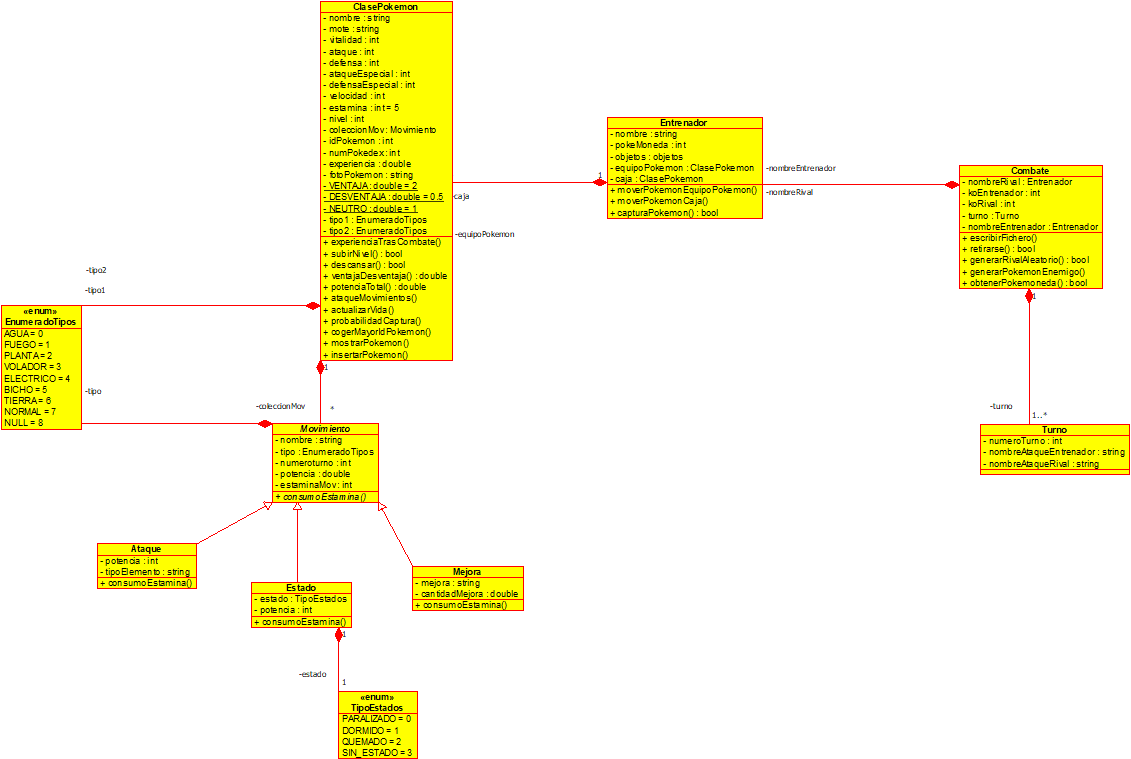 ClasePokemon
- nombre : string
- mote : string
- vitalidad : int
- ataque : int
- defensa : int
- ataqueEspecial : int
- defensaEspecial : int
- velocidad : int
- estamina : int = 5
- nivel : int
- coleccionMov : Movimiento
- idPokemon : int
- numPokedex : int
- experiencia : double
- fotoPokemon : string
- VENTAJA : double = 2
- DESVENTAJA : double = 0.5
- NEUTRO : double = 1
- tipo1 : EnumeradoTipos
- tipo2 : EnumeradoTipos
+ experienciaTrasCombate()
+ subirNivel() : bool
+ descansar() : bool
+ ventajaDesventaja() : double
+ potenciaTotal() : double
+ ataqueMovimientos()
+ actualizarVida()
+ probabilidadCaptura()
+ cogerMayorIdPokemon()
+ mostrarPokemon()
+ insertarPokemon()
-caja
-equipoPokemon
1
Entrenador
- nombre : string
- pokeMoneda : int
- objetos : objetos
- equipoPokemon : ClasePokemon
- caja : ClasePokemon
+ moverPokemonEquipoPokemon()
+ moverPokemonCaja()
+ capturaPokemon() : bool
-nombreEntrenador
-nombreRival
Combate
- nombreRival : Entrenador
- koEntrenador : int
- koRival : int
- turno : Turno
- nombreEntrenador : Entrenador
+ escribirFichero()
+ retirarse() : bool
+ generarRivalAleatorio() : bool
+ generarPokemonEnemigo()
+ obtenerPokemoneda() : bool
1
-turno
1..*
Turno
- numeroTurno : int
- nombreAtaqueEntrenador : string
- nombreAtaqueRival : string
-tipo2
-tipo1
«enum»
EnumeradoTipos
AGUA = 0
FUEGO = 1
PLANTA = 2
VOLADOR = 3
ELECTRICO = 4
BICHO = 5
TIERRA = 6
NORMAL = 7
NULL = 8
-tipo
1
-coleccionMov
*
Movimiento
- nombre : string
- tipo : EnumeradoTipos
- numeroturno : int
- potencia : double
- estaminaMov : int
+ consumoEstamina()
Ataque
- potencia : int
- tipoElemento : string
+ consumoEstamina()
Estado
- estado : TipoEstados
- potencia : int
+ consumoEstamina()
Mejora
- mejora : string
- cantidadMejora : double
+ consumoEstamina()
1
-estado
1
«enum»
TipoEstados
PARALIZADO = 0
DORMIDO = 1
QUEMADO = 2
SIN_ESTADO = 3